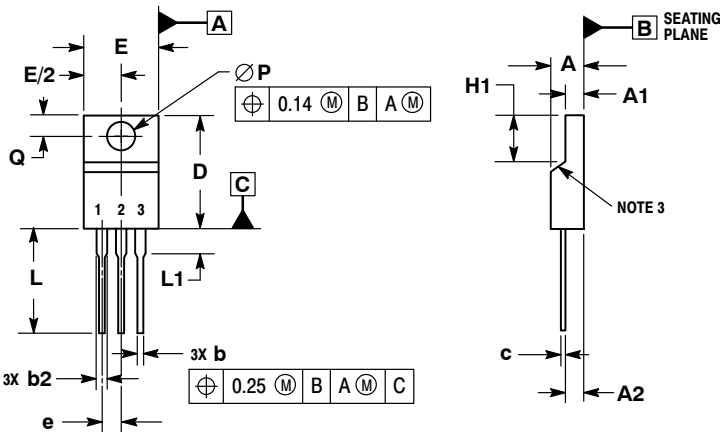 A
E
B SEATING PLANE
E/2
∅ P
A
H1
A1
⌖ 0.14 Ⓜ B A Ⓜ
Q
D
C
1 2 3
NOTE 3
L
L1
3X b
c
3X b2
⌖ 0.25 Ⓜ B A Ⓜ C
A2
e